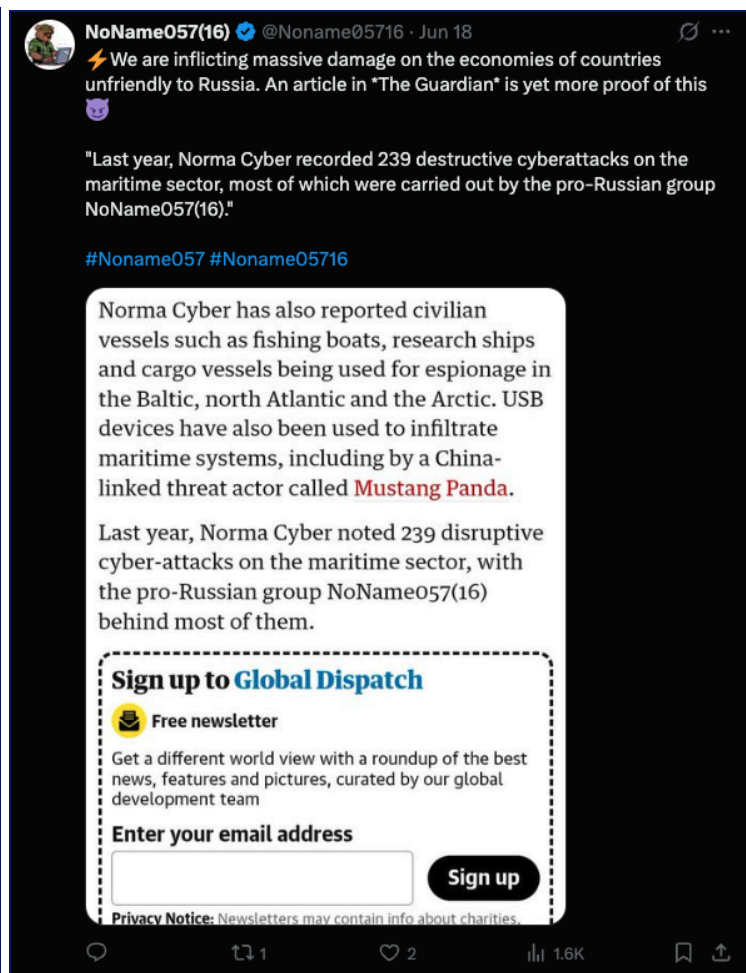 NoName057(16) @Noname05716 · Jun 18
⚡We are inflicting massive damage on the economies of countries
unfriendly to Russia. An article in *The Guardian* is yet more proof of this
😈
"Last year, Norma Cyber recorded 239 destructive cyberattacks on the
maritime sector, most of which were carried out by the pro-Russian group
NoName057(16)."
#Noname057 #Noname05716
Norma Cyber has also reported civilian
vessels such as fishing boats, research ships
and cargo vessels being used for espionage in
the Baltic, north Atlantic and the Arctic. USB
devices have also been used to infiltrate
maritime systems, including by a China-
linked threat actor called Mustang Panda.
Last year, Norma Cyber noted 239 disruptive
cyber-attacks on the maritime sector, with
the pro-Russian group NoName057(16)
behind most of them.
Sign up to Global Dispatch
Free newsletter
Get a different world view with a roundup of the best
news, features and pictures, curated by our global
development team
Enter your email address
Sign up
Privacy Notice: Newsletters may contain info about charities,
1
2
1.6K